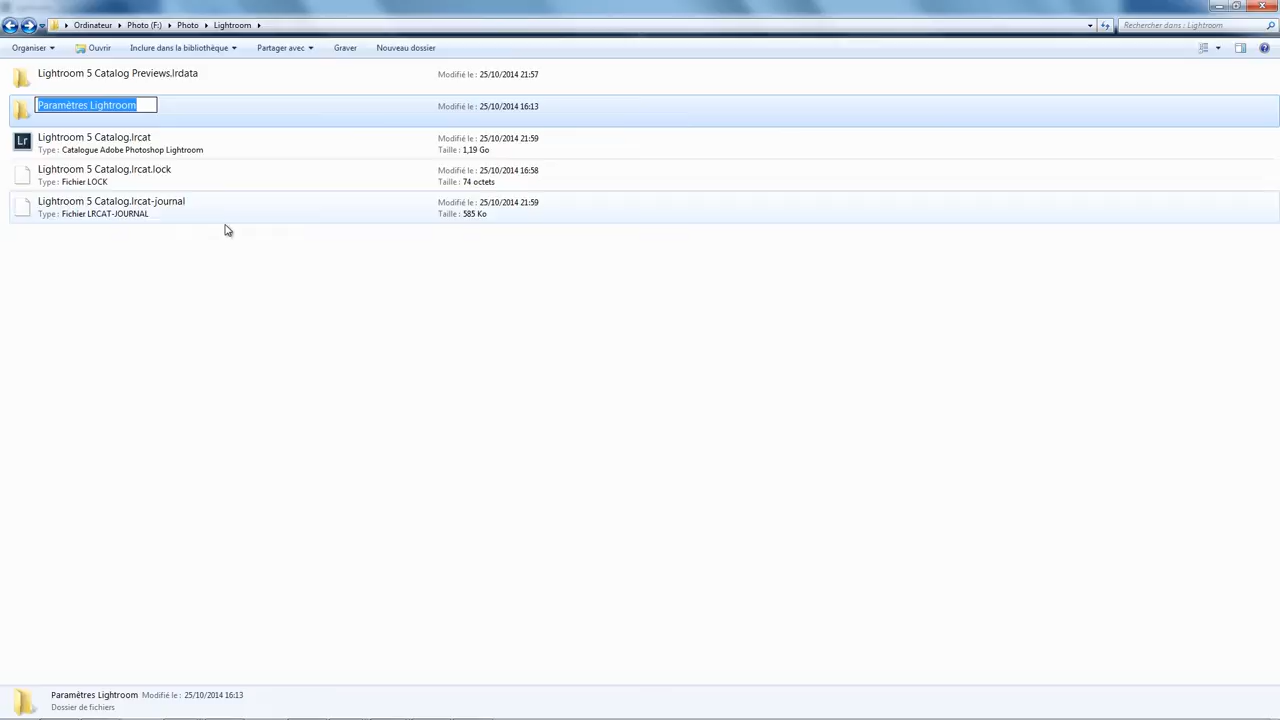 Ordinateur Photo (F:) Photo Lightroom Rechercher dans : Lightroom
Organiser Ouvrir Inclure dans la bibliothèque Partager avec Graver Nouveau dossier
Lightroom 5 Catalog Previews.lrdata Modifié le : 25/10/2014 21:57
Paramètres Lightroom Modifié le : 25/10/2014 16:13
Lightroom 5 Catalog.lrcat Modifié le : 25/10/2014 21:59
Type : Catalogue Adobe Photoshop Lightroom Taille : 1,19 Go
Lightroom 5 Catalog.lrcat.lock Modifié le : 25/10/2014 16:58
Type : Fichier LOCK Taille : 74 octets
Lightroom 5 Catalog.lrcat-journal Modifié le : 25/10/2014 21:59
Type : Fichier LRCAT-JOURNAL Taille : 585 Ko
Paramètres Lightroom Modifié le : 25/10/2014 16:13
Dossier de fichiers